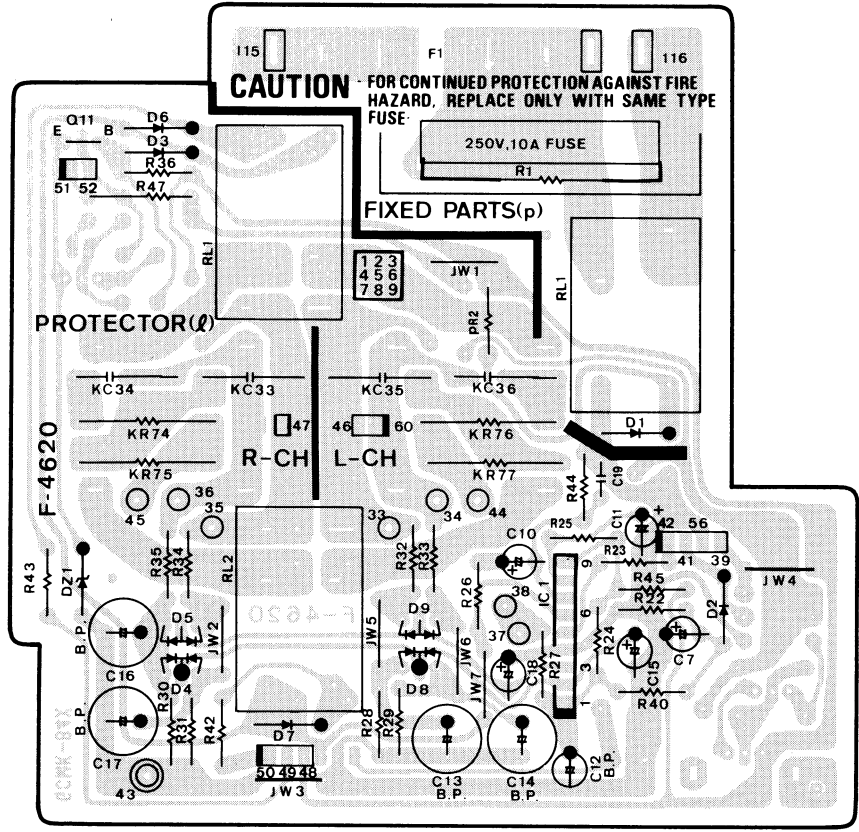 115
F1
116
CAUTION - FOR CONTINUED PROTECTION AGAINST FIRE
HAZARD, REPLACE ONLY WITH SAME TYPE
FUSE.
250V,10A FUSE
R1
FIXED PARTS(p)
Q11
E B
D6
D3
R36
R47
51 52
RL1
1 2 3
4 5 6
7 8 9
JW1
RL1
PR2
PROTECTOR(ℓ)
KC34
KC33
KC35
KC36
D1
KR74
47
46
60
KR76
R-CH
L-CH
KR75
KR77
F-4620
R44
C19
45
36
35
33
34
44
C10
R25
C11
+
42 56
41 39
R43
DZ1
R35
R34
RL2
R32
R33
R26
IC1
9
6
3
1
R23
R45
R22
D2
JW4
B.P.
C16
D5
D4
JW2
F-4620
JW5
D9
D8
JW6
JW7
38
37
C18
R27
R24
C15
C7
R40
B.P.
C17
R30
R31
R42
D7
R28
R29
C13
B.P.
C14
B.P.
C12
B.P.
43
50 49 48
JW3